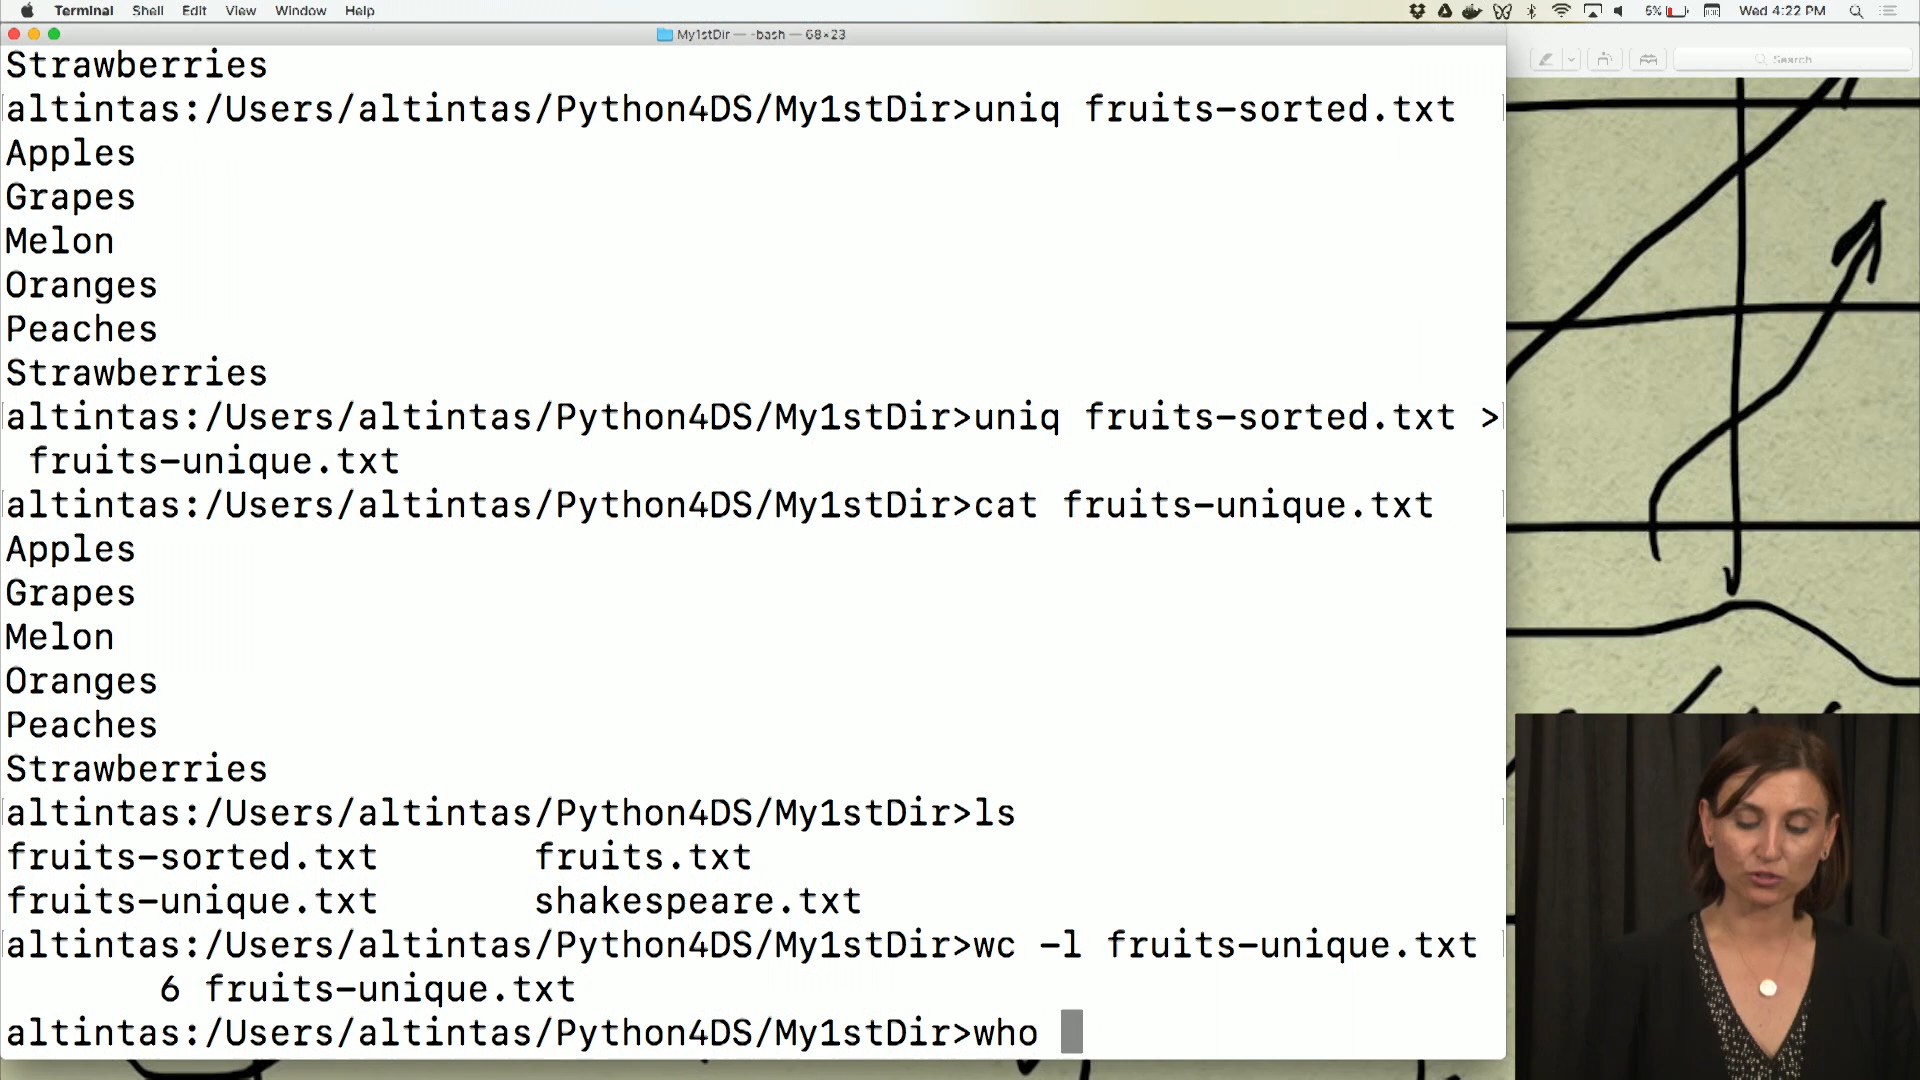 Terminal Shell Edit View Window Help 5% Wed 4:22 PM
My1stDir — -bash — 68×23
Search
Strawberries
altintas:/Users/altintas/Python4DS/My1stDir>uniq fruits-sorted.txt
Apples
Grapes
Melon
Oranges
Peaches
Strawberries
altintas:/Users/altintas/Python4DS/My1stDir>uniq fruits-sorted.txt >
fruits-unique.txt
altintas:/Users/altintas/Python4DS/My1stDir>cat fruits-unique.txt
Apples
Grapes
Melon
Oranges
Peaches
Strawberries
altintas:/Users/altintas/Python4DS/My1stDir>ls
fruits-sorted.txt fruits.txt
fruits-unique.txt shakespeare.txt
altintas:/Users/altintas/Python4DS/My1stDir>wc -l fruits-unique.txt
6 fruits-unique.txt
altintas:/Users/altintas/Python4DS/My1stDir>who